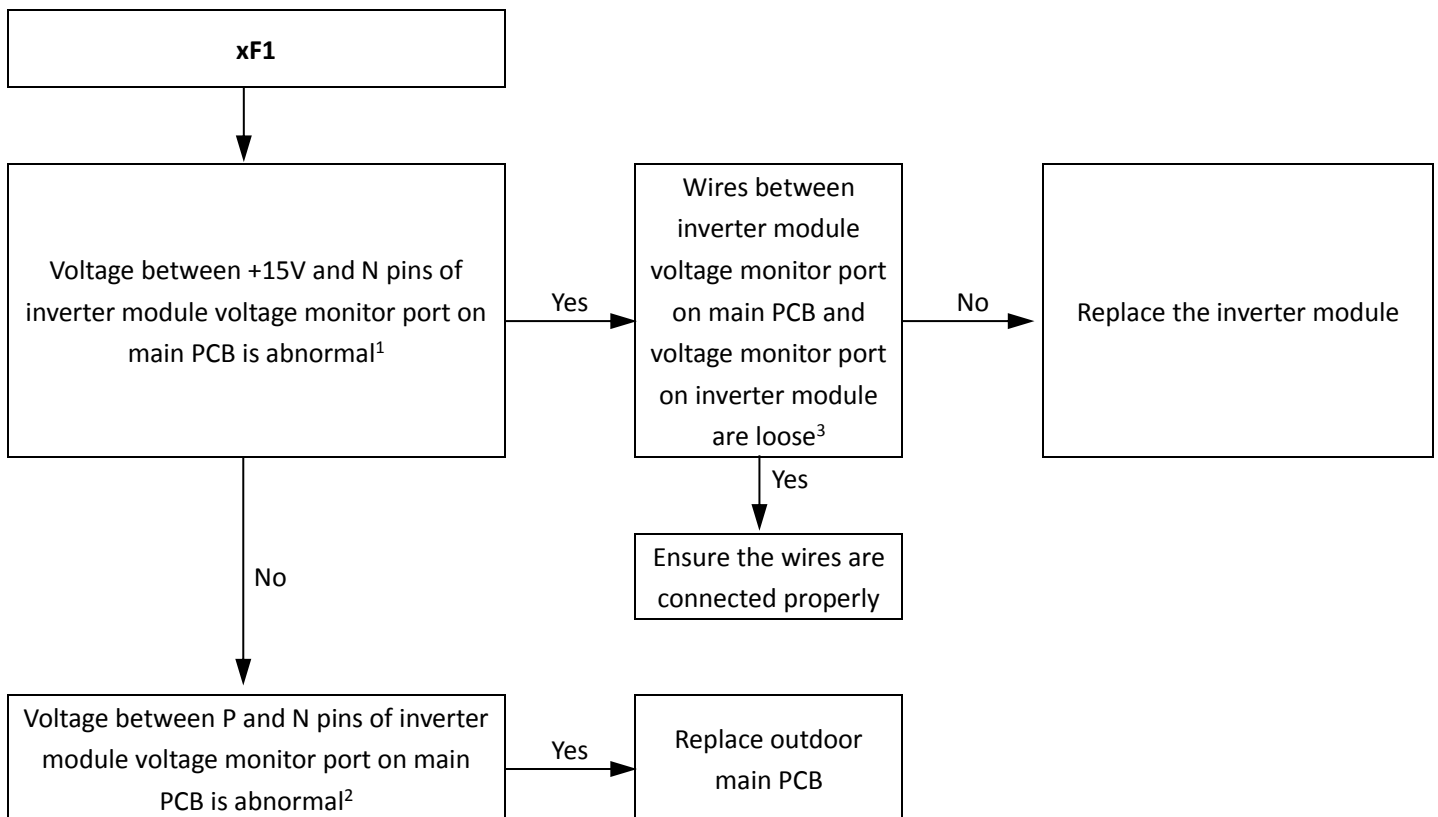 xF1
Voltage between +15V and N pins of
inverter module voltage monitor port on
main PCB is abnormal¹
Yes
Wires between
inverter module
voltage monitor port
on main PCB and
voltage monitor port
on inverter module
are loose³
No
Replace the inverter module
Yes
Ensure the wires are
connected properly
No
Voltage between P and N pins of inverter
module voltage monitor port on main
PCB is abnormal²
Yes
Replace outdoor
main PCB